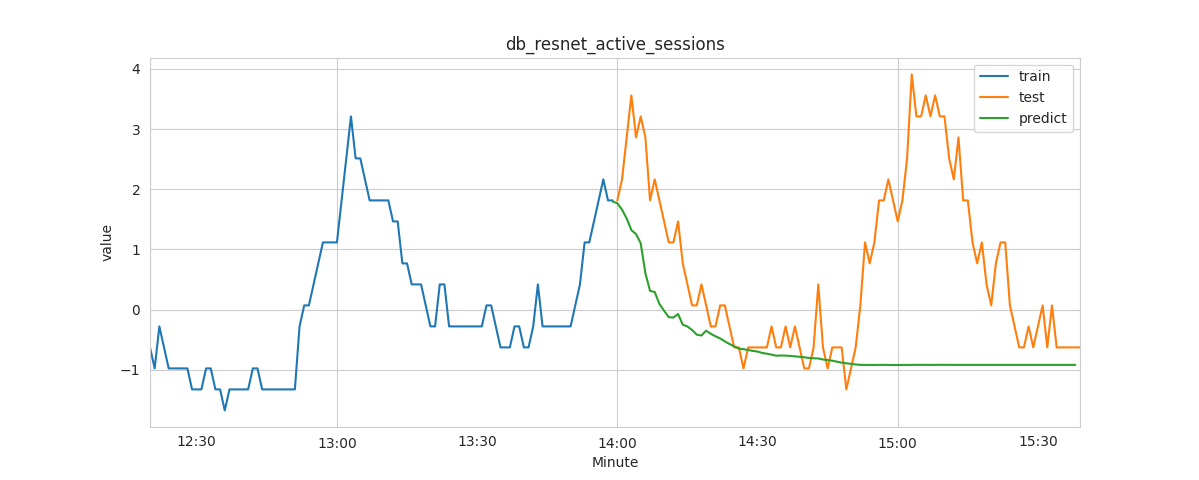 db_resnet_active_sessions
4
3
2
1
0
−1
value
train
test
predict
12:30 13:00 13:30 14:00 14:30 15:00 15:30
Minute